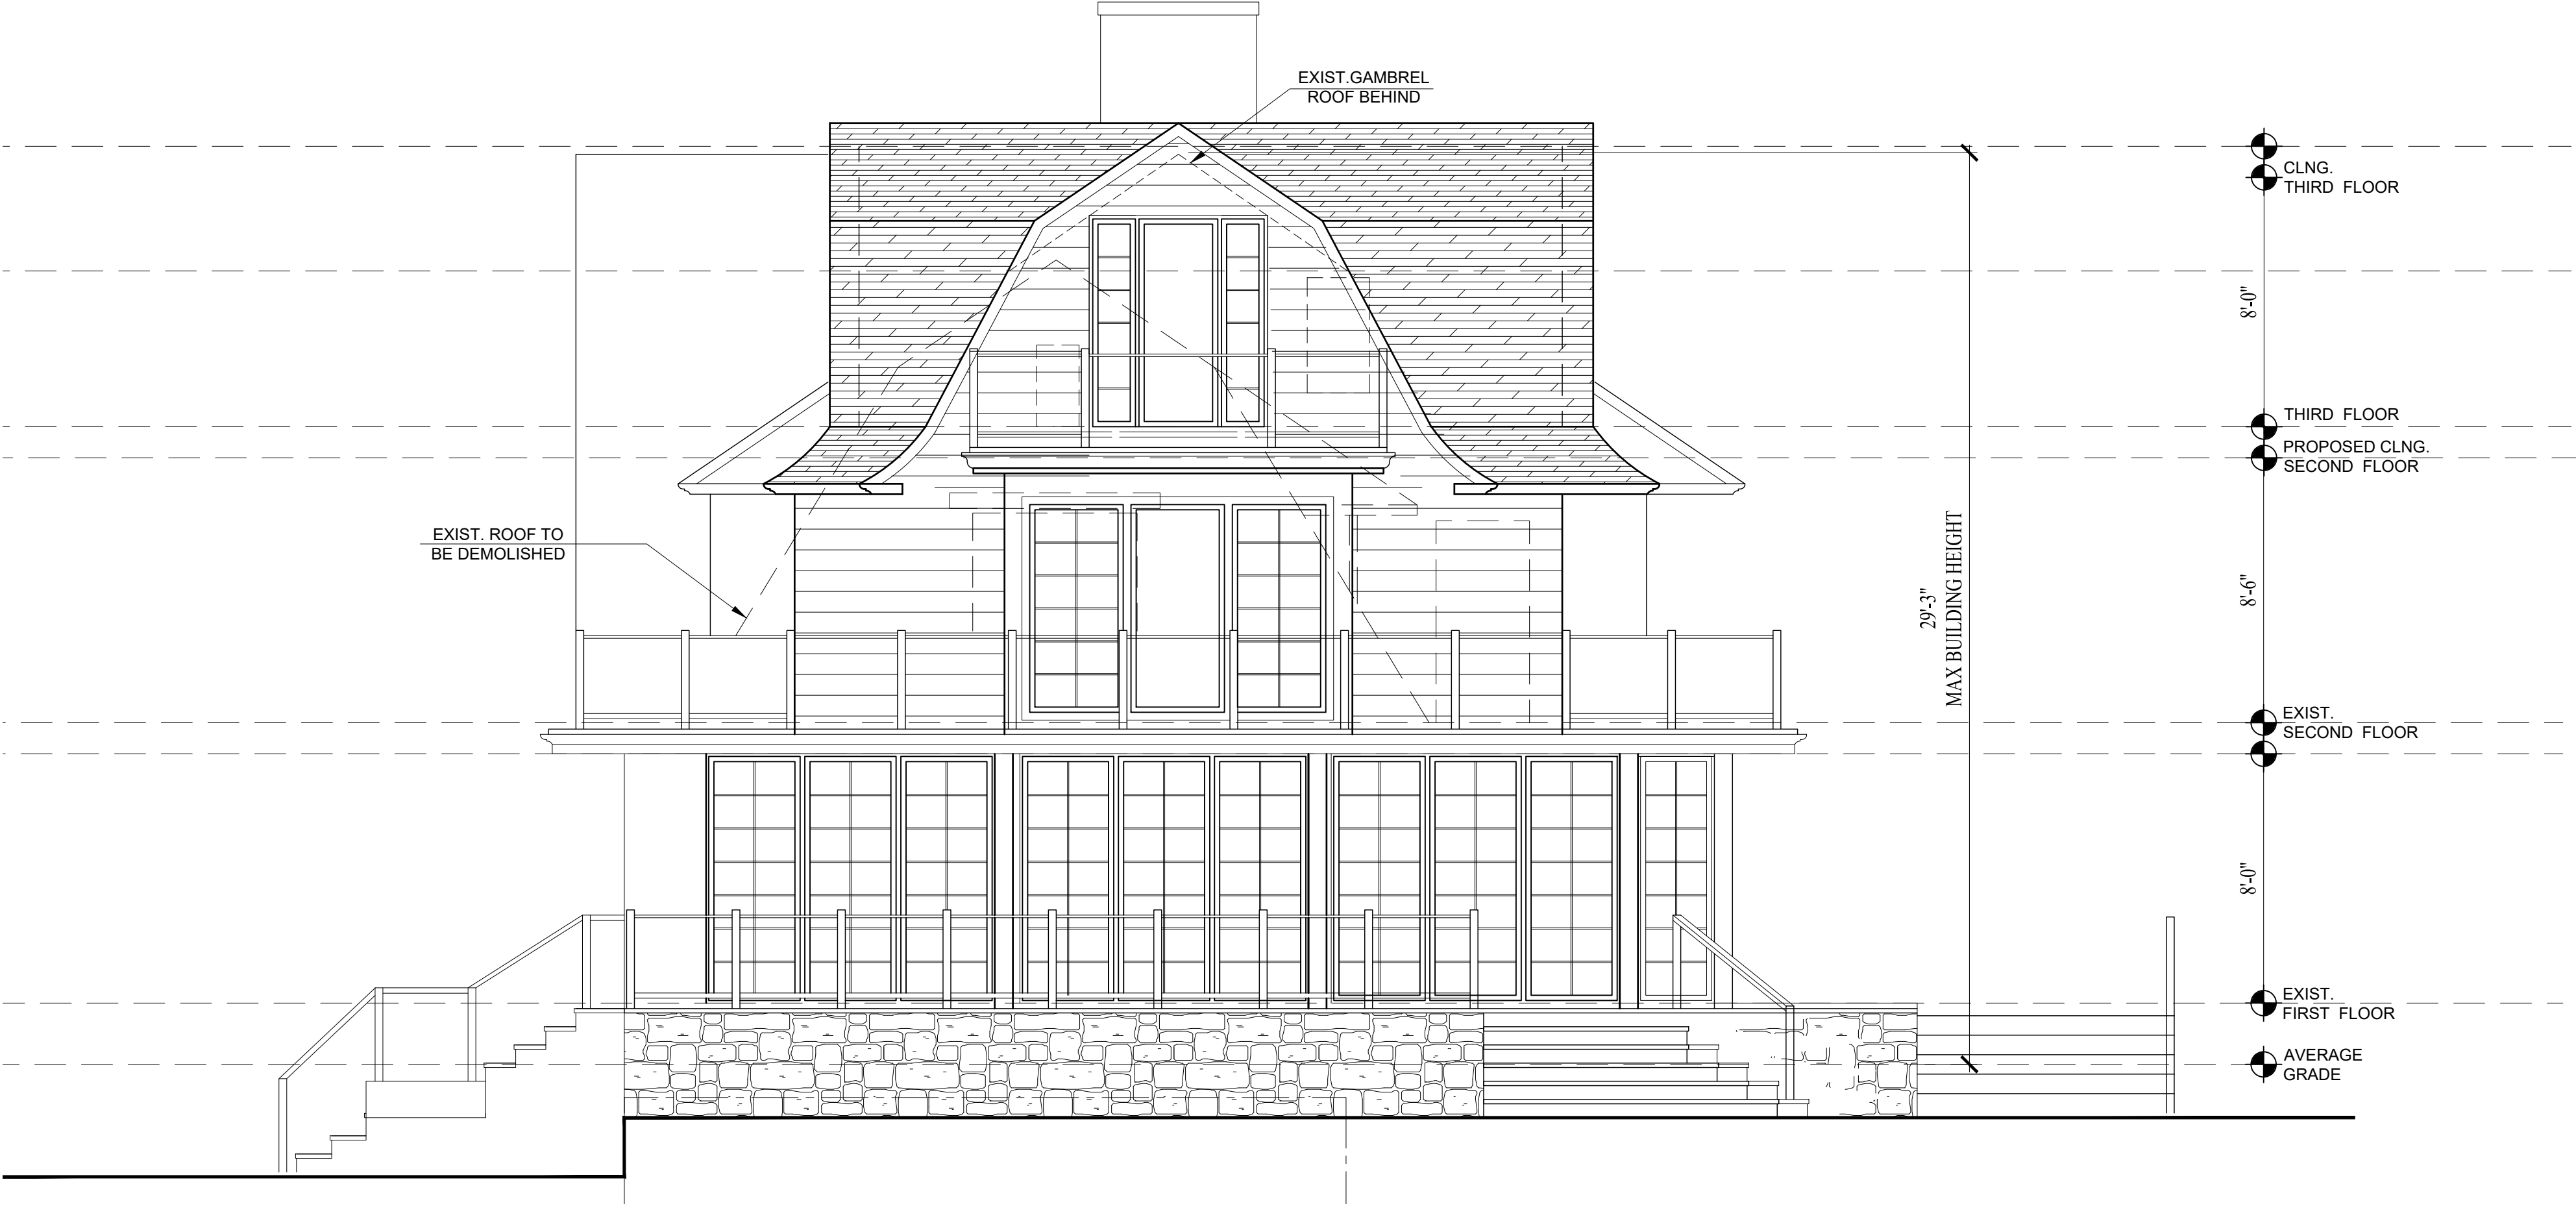 EXIST.GAMBREL
ROOF BEHIND
CLNG.
THIRD FLOOR
8'-0"
THIRD FLOOR
PROPOSED CLNG.
SECOND FLOOR
EXIST. ROOF TO
BE DEMOLISHED
29'-3"
MAX BUILDING HEIGHT
8'-6"
EXIST.
SECOND FLOOR
8'-0"
EXIST.
FIRST FLOOR
AVERAGE
GRADE